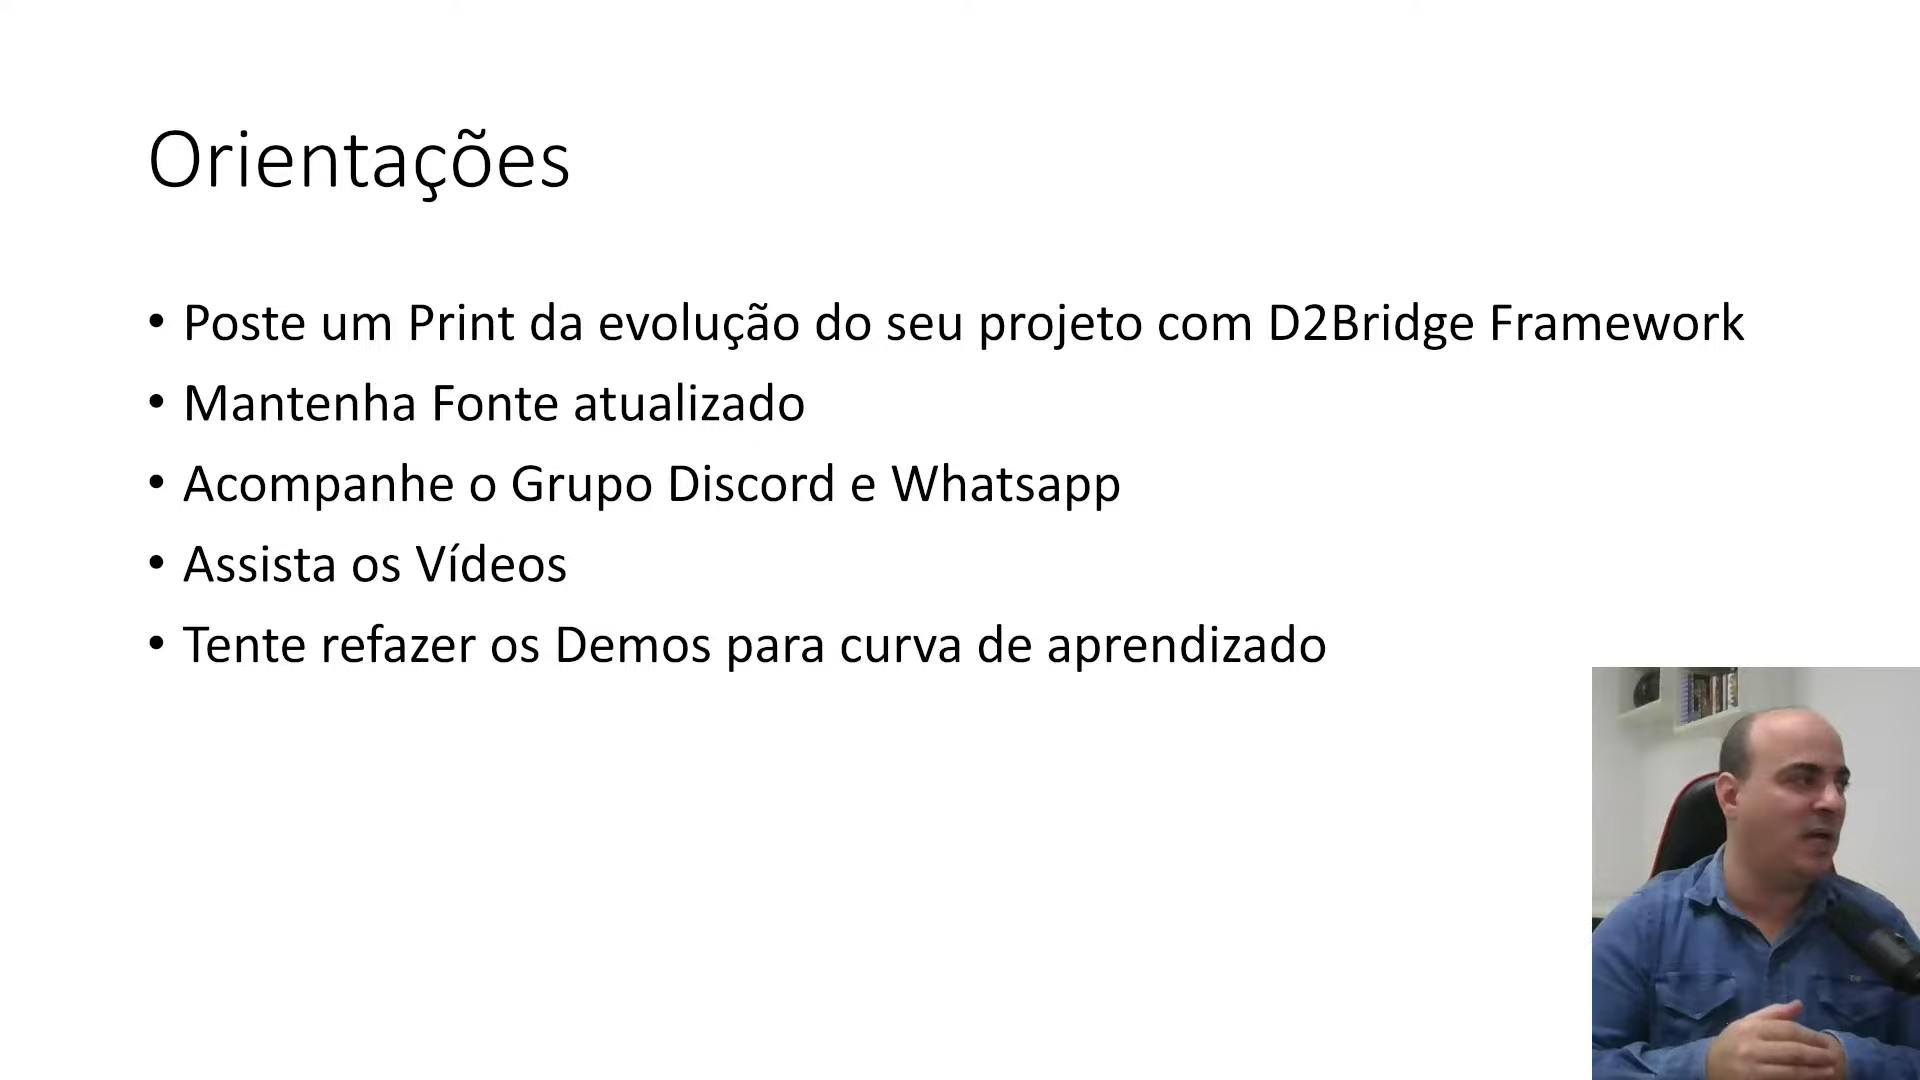 Orientações
• Poste um Print da evolução do seu projeto com D2Bridge Framework
• Mantenha Fonte atualizado
• Acompanhe o Grupo Discord e Whatsapp
• Assista os Vídeos
• Tente refazer os Demos para curva de aprendizado